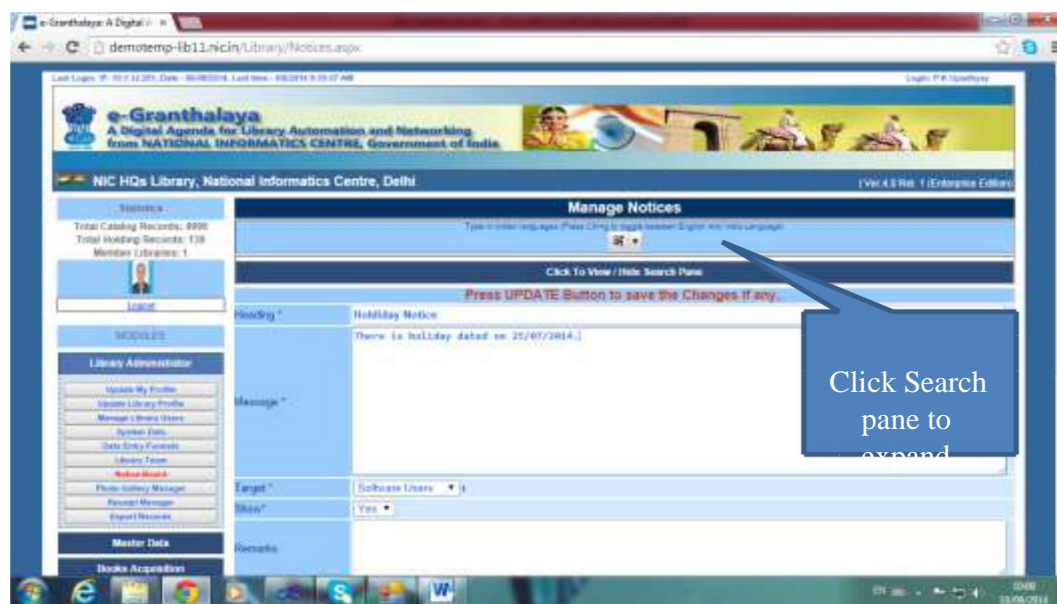 e-Granthalaya: A Digital
demotemp-lib11.nic.in/Library/Notices.aspx
e-Granthalaya
A Digital Agenda for Library Automation and Networking
from NATIONAL INFORMATICS CENTRE, Government of India
NIC HQs Library, National Informatics Centre, Delhi
Statistics
Total Catalog Records:
Total Holding Records: 138
Member Libraries: 1
Logout
MODULES
Library Administrator
Update My Profile
Update Library Profile
Manage Library Users
System Data
Data Entry Formats
Library Team
Notice Board
Photo Gallery Manager
Receipt Manager
Export Records
Master Data
Books Acquisition
Manage Notices
Click To View / Hide Search Pane
Press UPDATE Button to save the Changes if any..
Heading *
Holdiday Notice
Message *
There is holiday dated on 25/07/2014.
Target *
Software Users
Show*
Yes
Remarks
Click Search
pane to
expand
EN